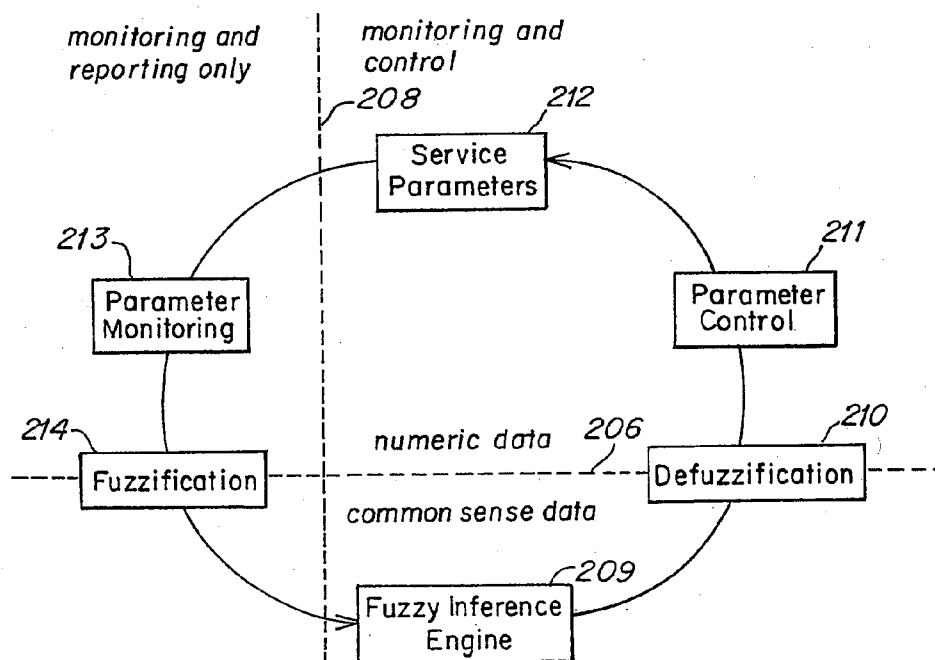 monitoring and
reporting only
monitoring and
control
208
212
Service
Parameters
213
Parameter
Monitoring
211
Parameter
Control
214
Fuzzification
numeric data
206
210
Defuzzification
common sense data
209
Fuzzy Inference
Engine